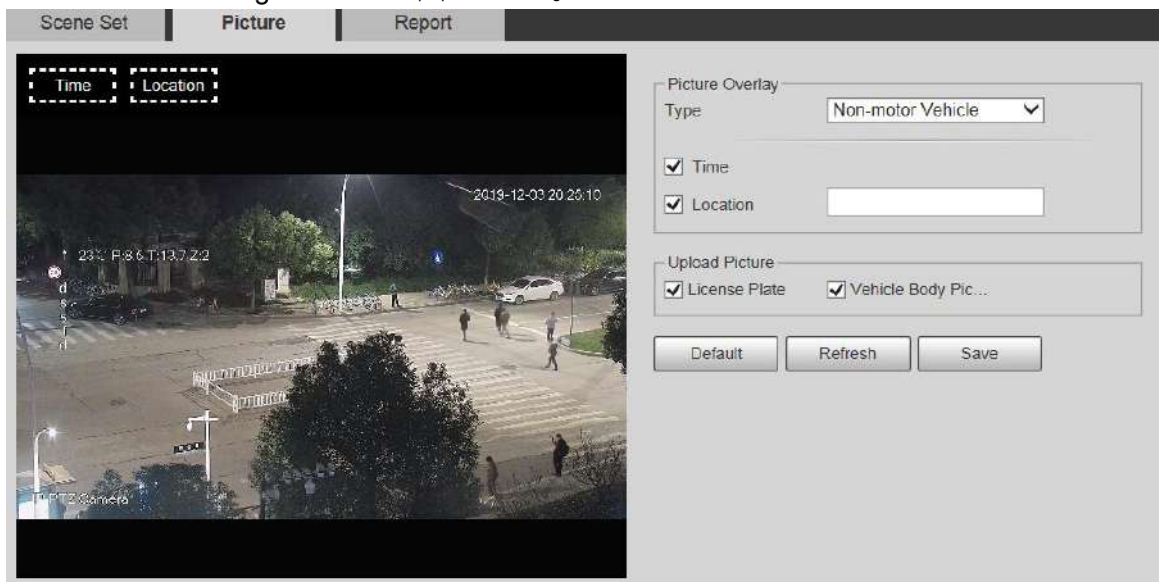 Scene Set Picture Report
Time Location
Picture Overlay
Type Non-motor Vehicle
Time
Location
2019-12-03 20:25:10
Upload Picture
License Plate Vehicle Body Pic...
Default Refresh Save
PTZ Camera